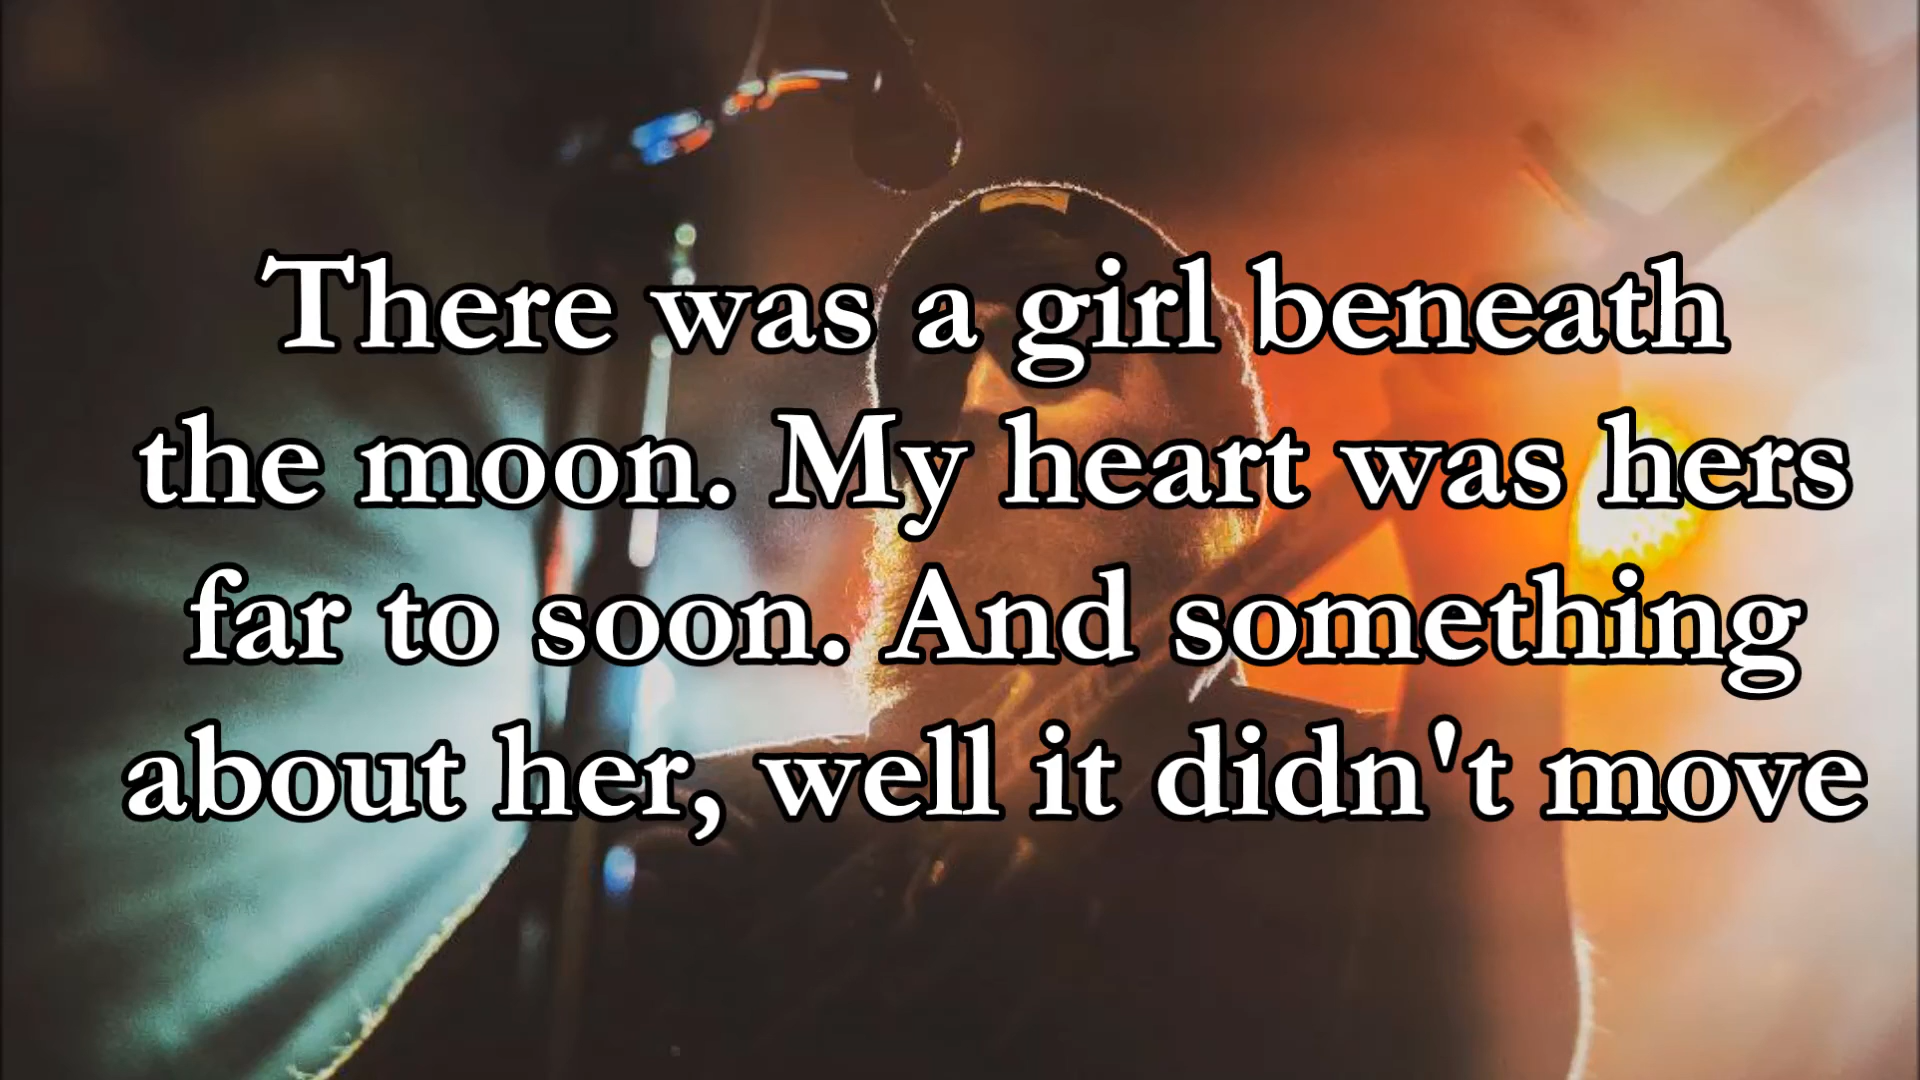 There was a girl beneath
the moon. My heart was hers
far to soon. And something
about her, well it didn't move